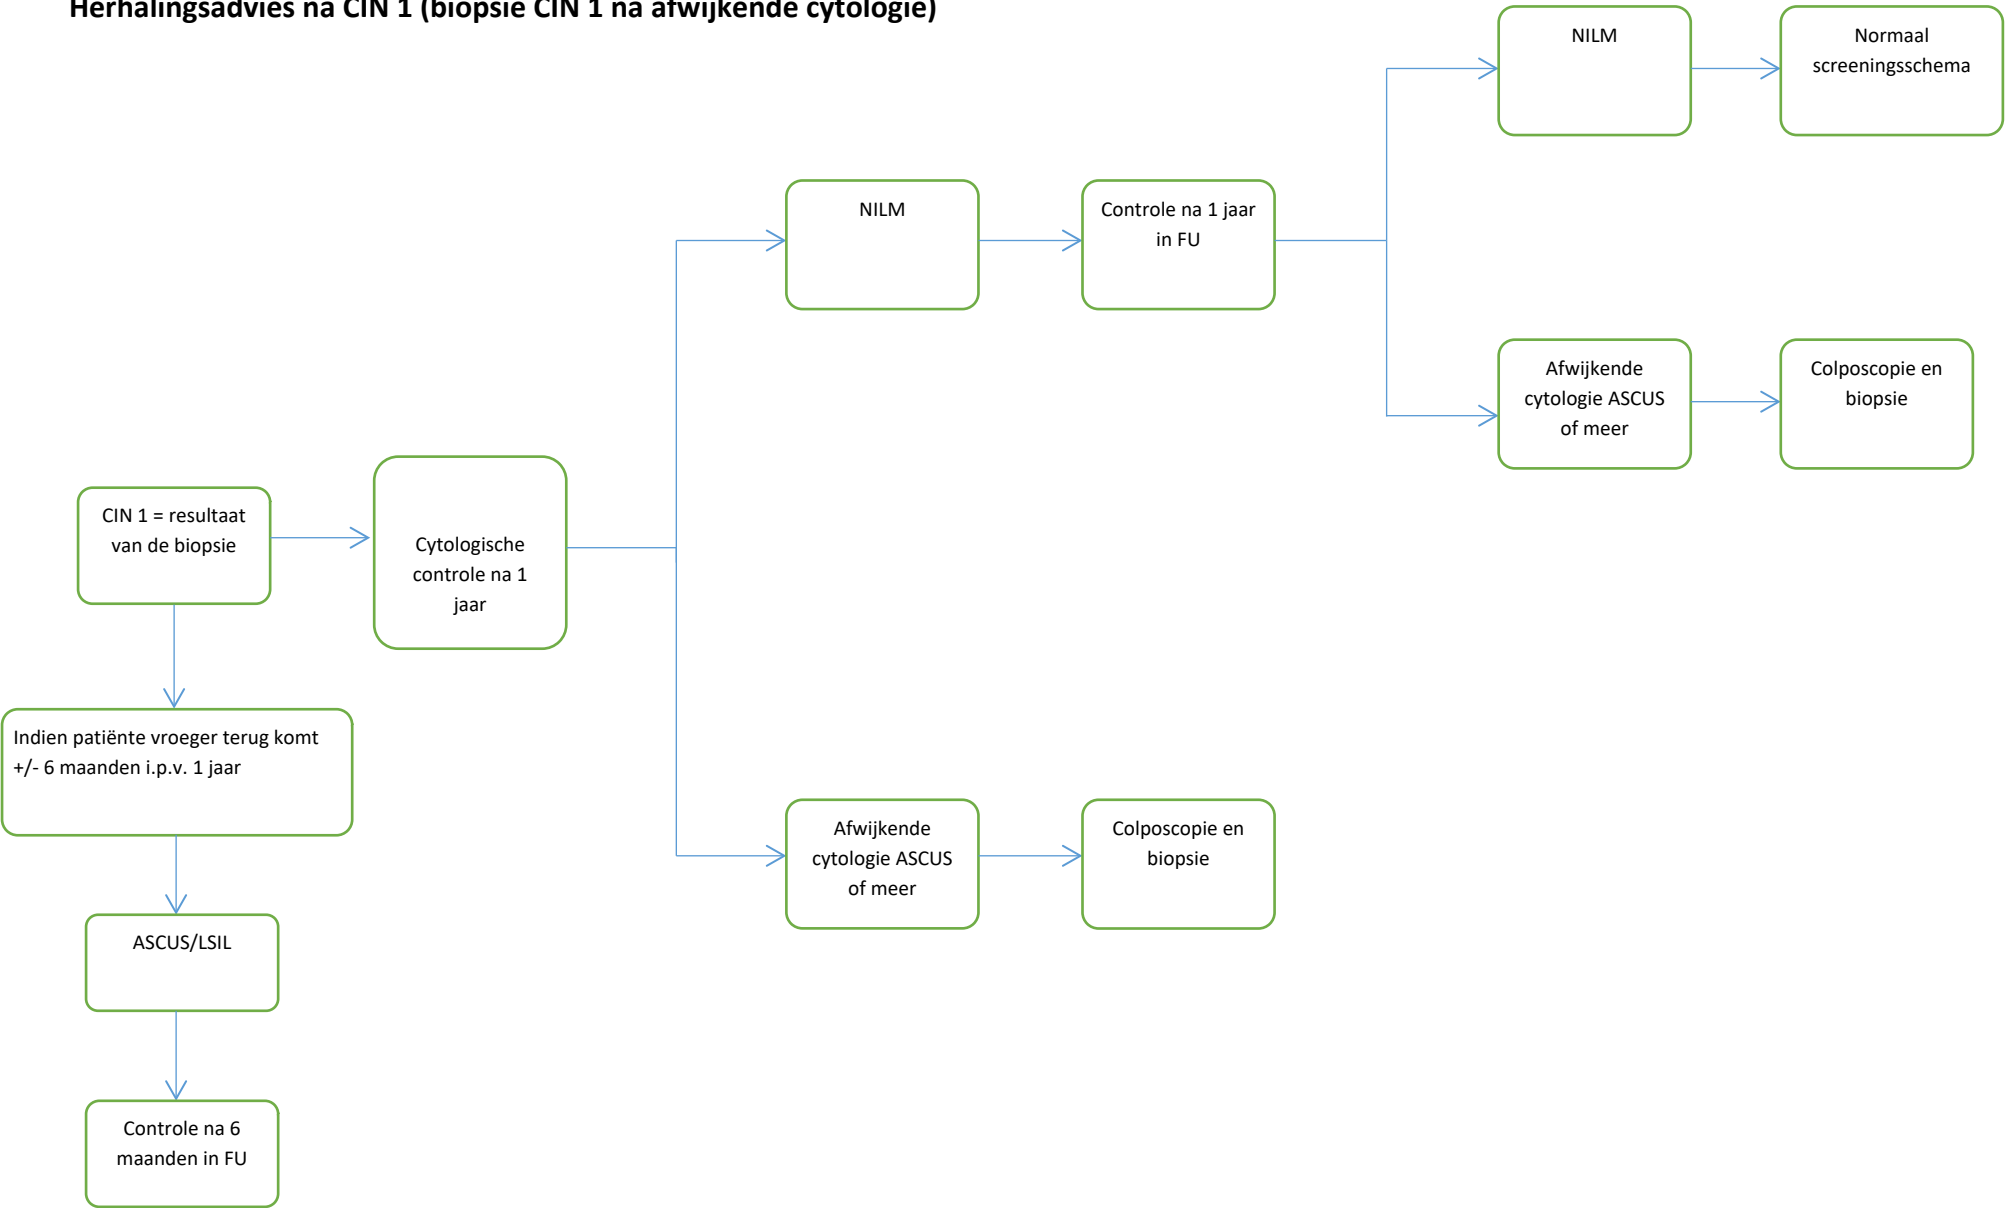 Herhalingsadvies na CIN 1 (biopsie CIN 1 na afwijkende cytologie)
NILM
Normaal
screeningsschema
NILM
Controle na 1 jaar
in FU
Afwijkende
cytologie ASCUS
of meer
Colposcopie en
biopsie
CIN 1 = resultaat
van de biopsie
Cytologische
controle na 1
jaar
Indien patiënte vroeger terug komt
+/- 6 maanden i.p.v. 1 jaar
Afwijkende
cytologie ASCUS
of meer
Colposcopie en
biopsie
ASCUS/LSIL
Controle na 6
maanden in FU